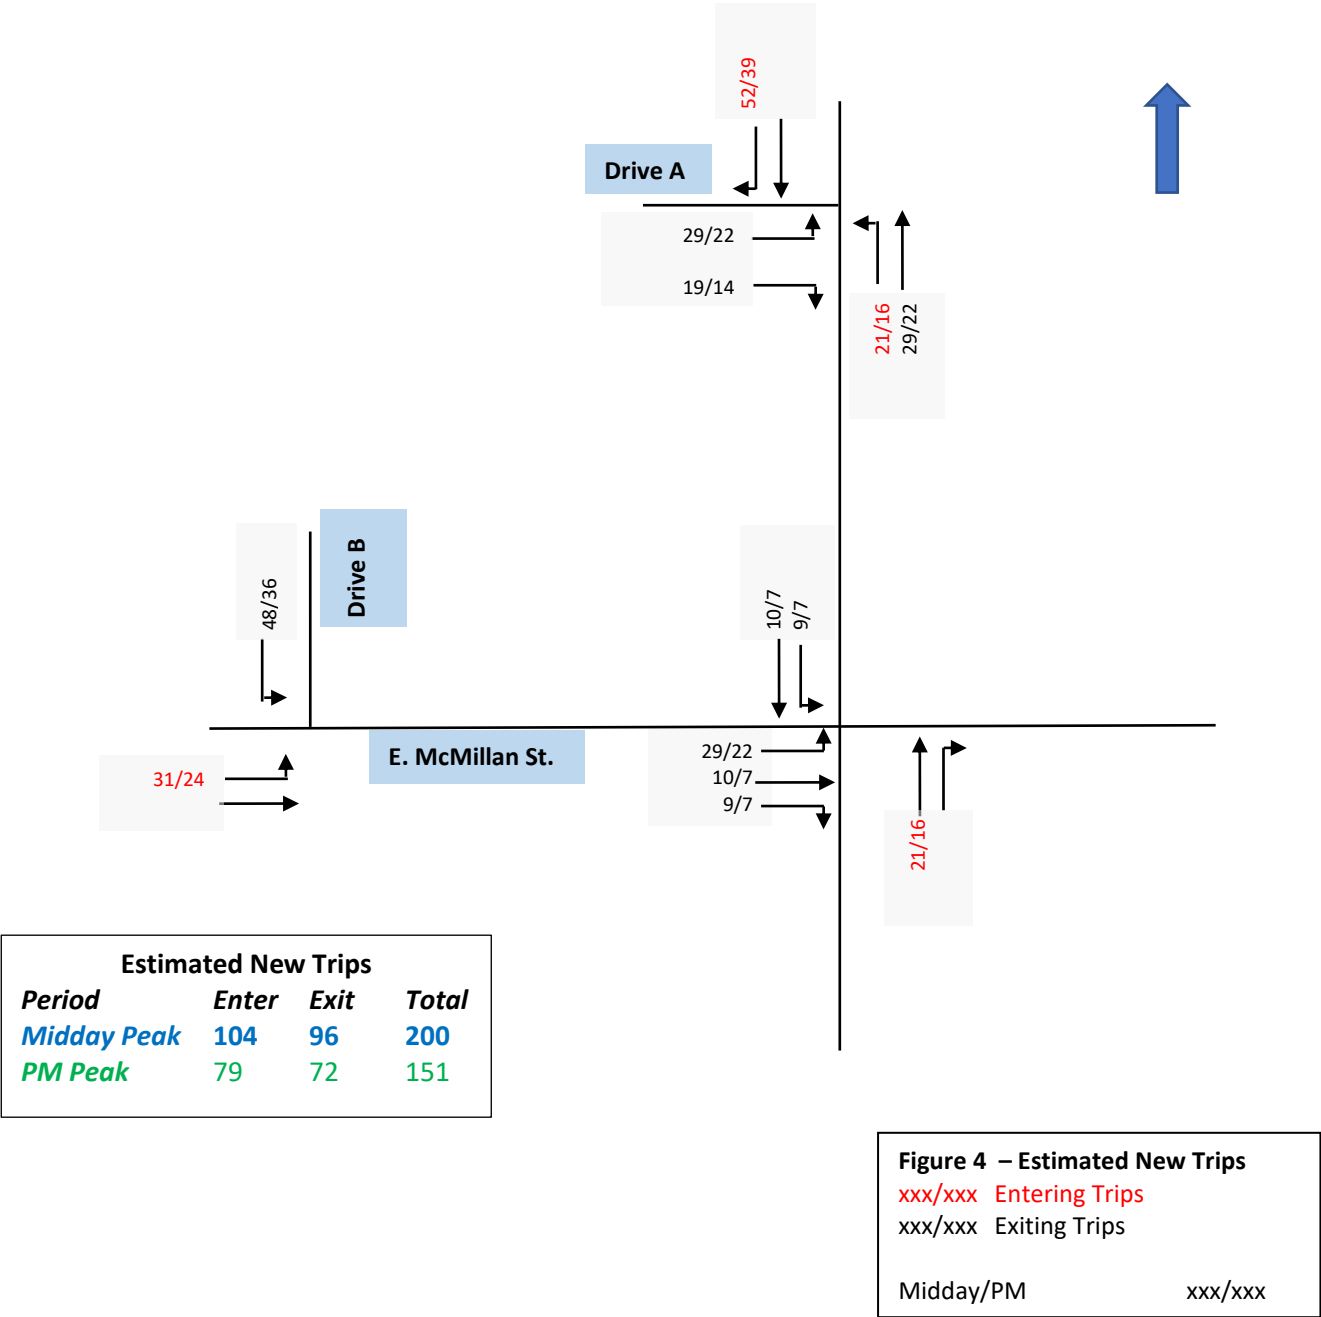 52/39
Drive A
29/22
19/14
21/16
29/22
48/36
Drive B
10/7
9/7
E. McMillan St.
29/22
10/7
9/7
31/24
21/16
Estimated New Trips
Period Enter Exit Total
Midday Peak 104 96 200
PM Peak 79 72 151
Figure 4 – Estimated New Trips
xxx/xxx Entering Trips
xxx/xxx Exiting Trips
Midday/PM xxx/xxx